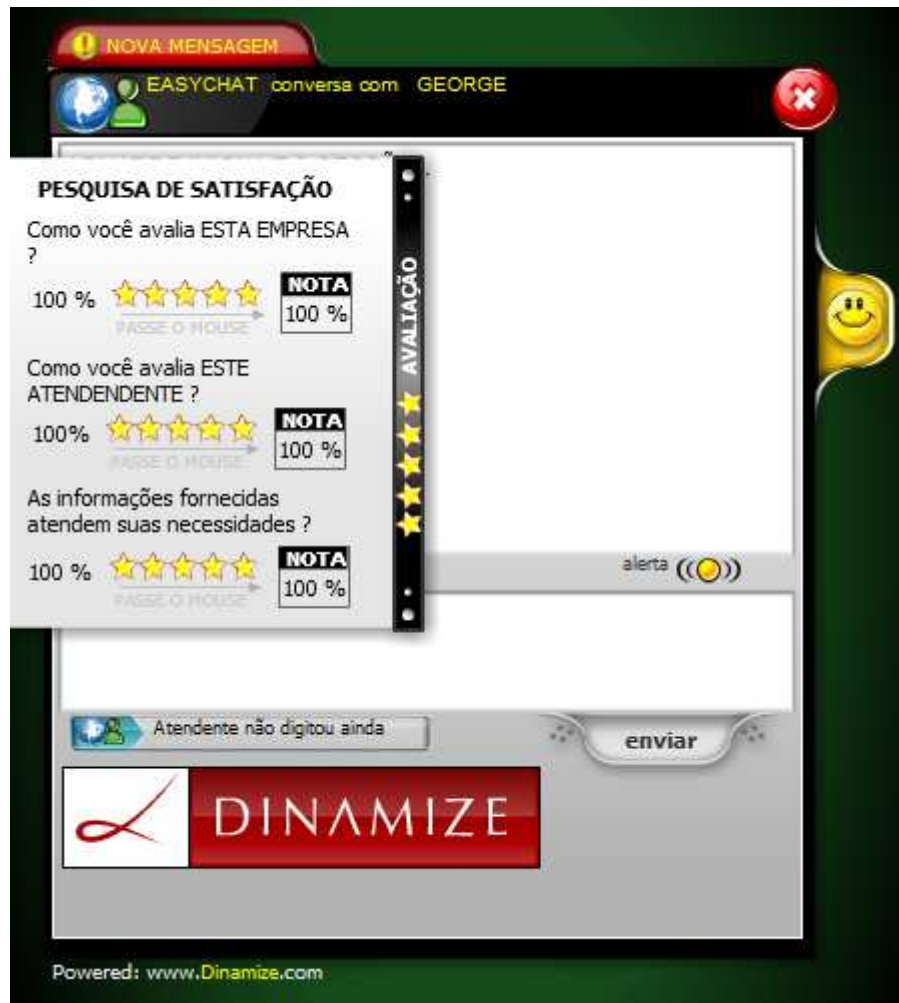 NOVA MENSAGEM
EASYCHAT conversa com GEORGE
PESQUISA DE SATISFAÇÃO
Como você avalia ESTA EMPRESA
?
100 %
NOTA
100 %
PASSE O MOUSE
Como você avalia ESTE
ATENDENDENTE ?
100%
NOTA
100 %
PASSE O MOUSE
As informações fornecidas
atendem suas necessidades ?
100 %
NOTA
100 %
PASSE O MOUSE
AVALIAÇÃO
alerta
Atendente não digitou ainda
enviar
DINAMIZE
Powered: www.Dinamize.com